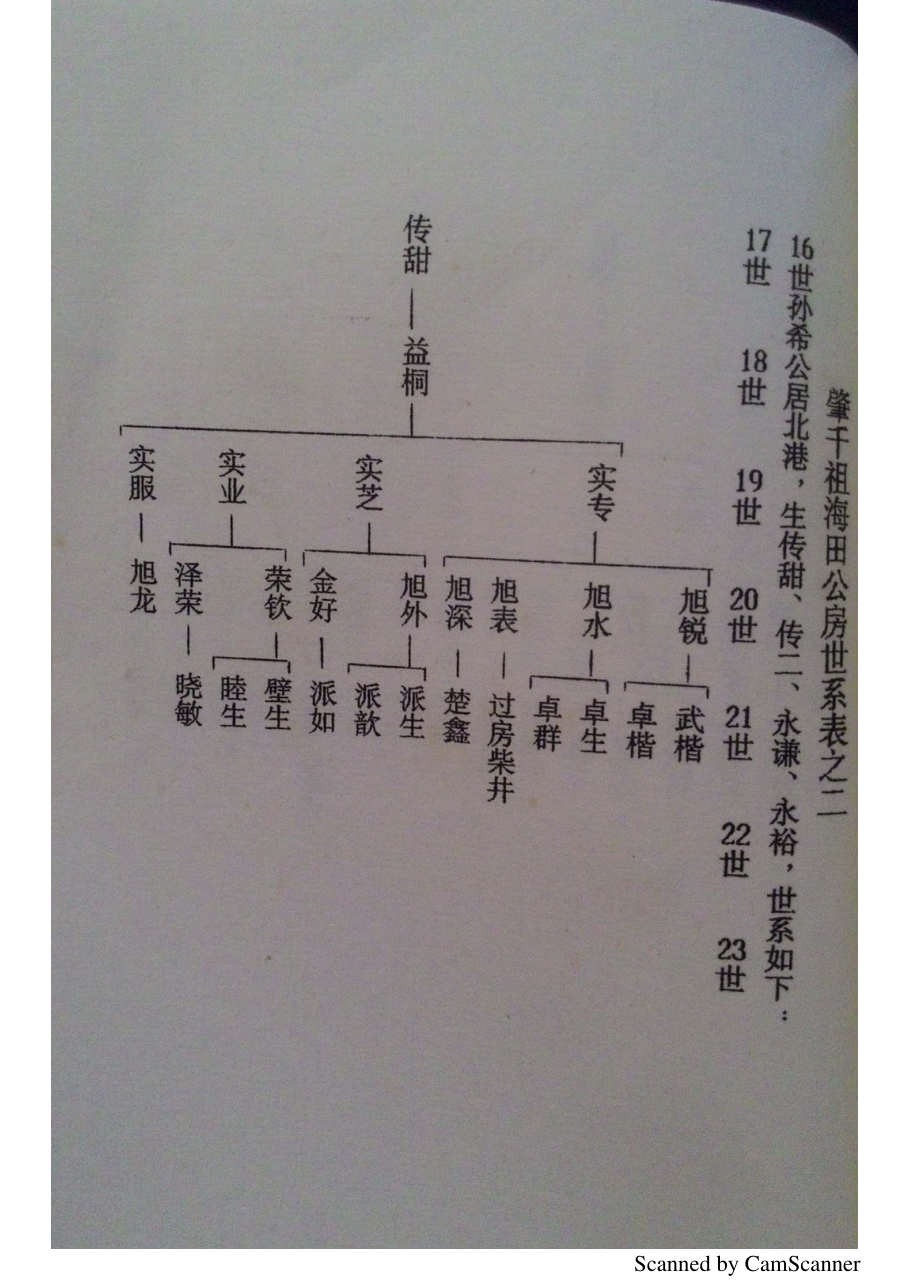 肇千祖海田公房世系表之二
16世孙希公居北港，生传甜、传二、永谦、永裕，世系如下：
17世 18世 19世 20世 21世 22世 23世
传甜 — 益桐
实专 实芝 实业 实服
旭锐 旭水 旭表 旭深 旭外 金好 荣钦 泽荣 旭龙
武楷 卓楷 卓生 卓群 过房柴井 楚鑫 派生 派歆 派如 壁生 睦生 晓敏
Scanned by CamScanner